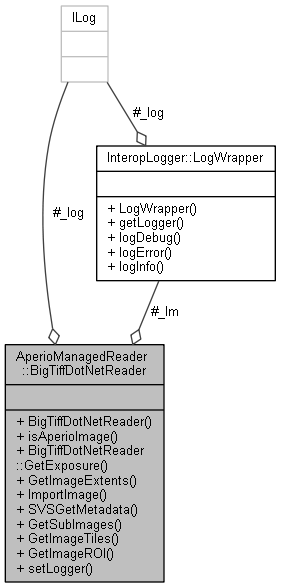 ILog
#_log
InteropLogger::LogWrapper
+ LogWrapper()
+ getLogger()
+ logDebug()
+ logError()
+ logInfo()
#_log
#_lm
AperioManagedReader
::BigTiffDotNetReader
+ BigTiffDotNetReader()
+ isAperioImage()
+ BigTiffDotNetReader
::GetExposure()
+ GetImageExtents()
+ ImportImage()
+ SVSGetMetadata()
+ GetSubImages()
+ GetImageTiles()
+ GetImageROI()
+ setLogger()